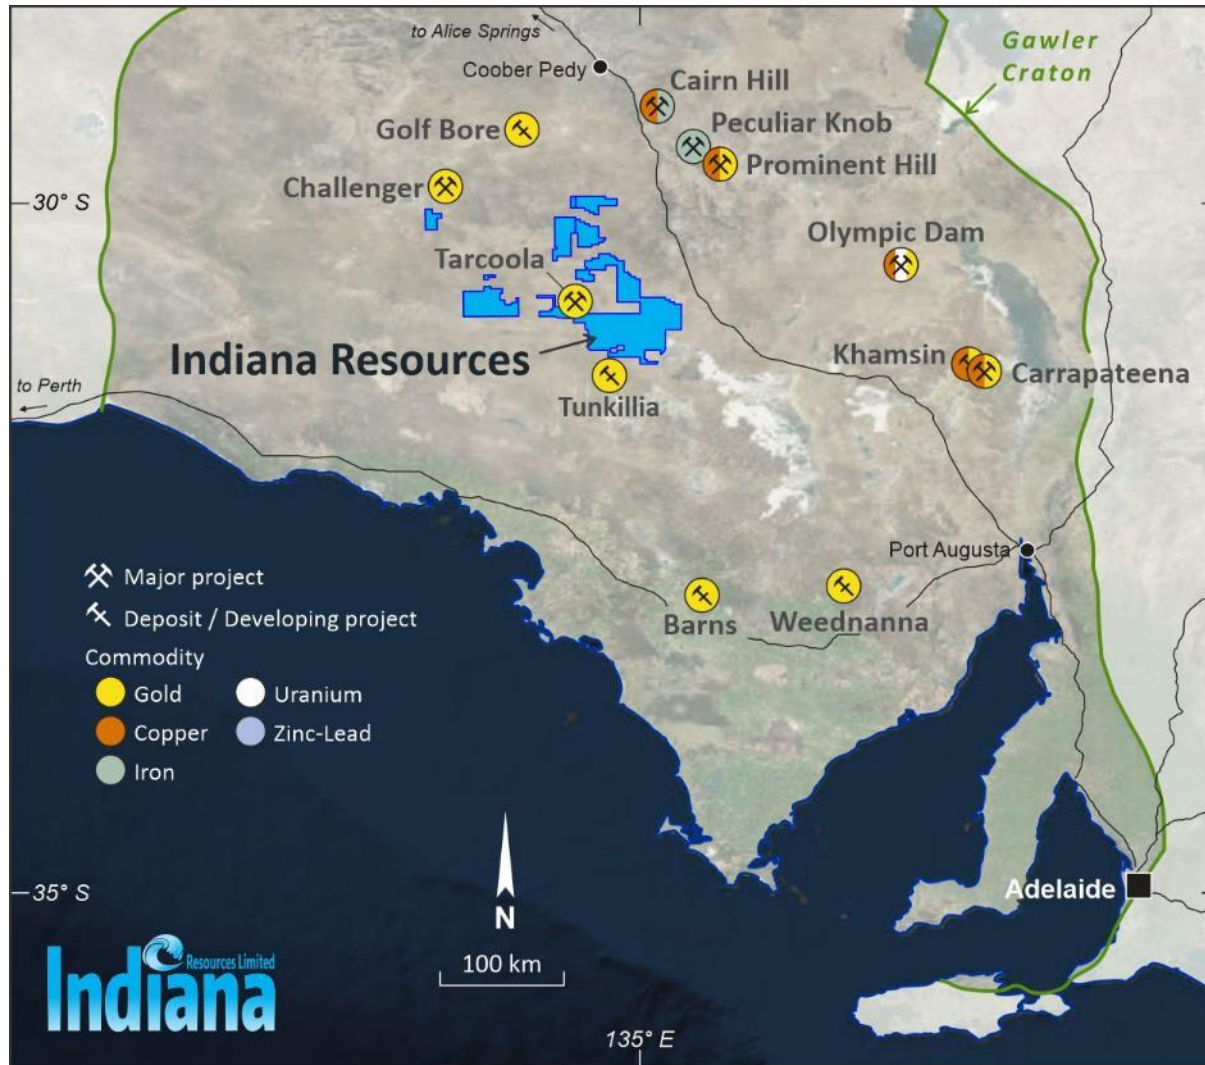 to Alice Springs
Gawler
Craton
Coober Pedy
Cairn Hill
Golf Bore
Peculiar Knob
Prominent Hill
Challenger
30° S
Olympic Dam
Tarcoola
Indiana Resources
Khamsin
Carrapateena
to Perth
Tunkillia
Port Augusta
Barns
Weednanna
Major project
Deposit / Developing project
Commodity
Gold
Uranium
Copper
Zinc-Lead
Iron
35° S
Adelaide
N
100 km
Resources Limited
Indiana
135° E